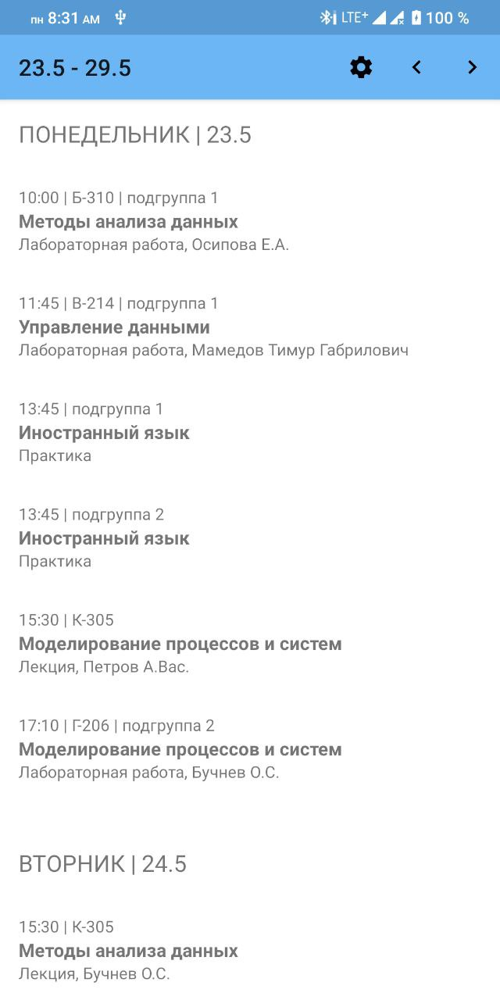 пн 8:31 AM LTE+ 100 %
23.5 - 29.5
ПОНЕДЕЛЬНИК | 23.5
10:00 | Б-310 | подгруппа 1
Методы анализа данных
Лабораторная работа, Осипова Е.А.
11:45 | В-214 | подгруппа 1
Управление данными
Лабораторная работа, Мамедов Тимур Габрилович
13:45 | подгруппа 1
Иностранный язык
Практика
13:45 | подгруппа 2
Иностранный язык
Практика
15:30 | К-305
Моделирование процессов и систем
Лекция, Петров А.Вас.
17:10 | Г-206 | подгруппа 2
Моделирование процессов и систем
Лабораторная работа, Бучнев О.С.
ВТОРНИК | 24.5
15:30 | К-305
Методы анализа данных
Лекция, Бучнев О.С.